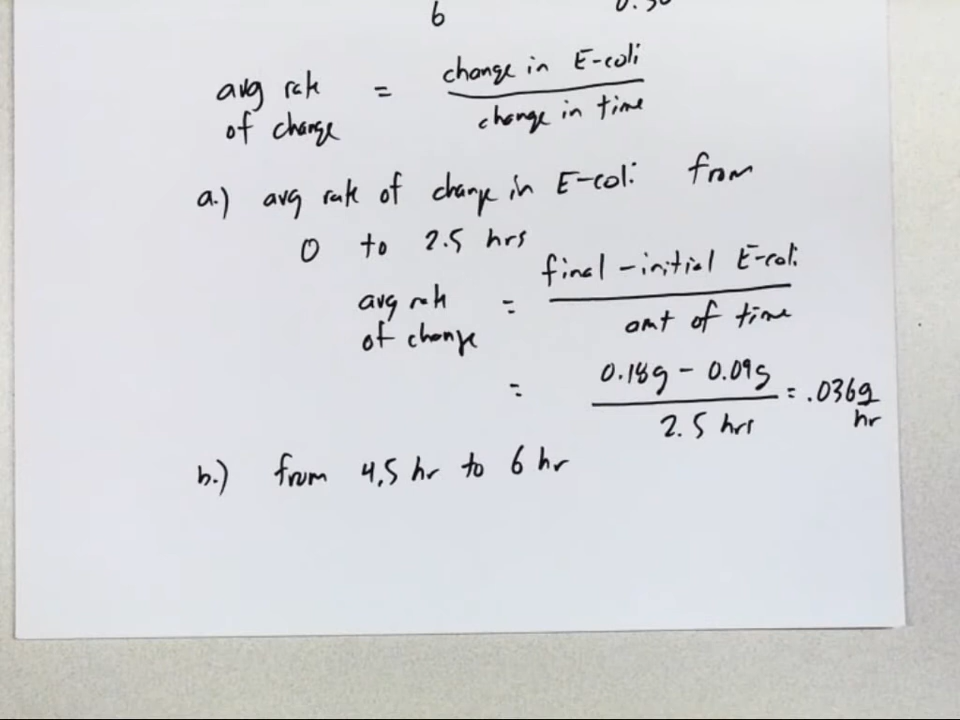 6
avg rate = change in E-coli
of change change in time
a.) avg rate of change in E-coli from
0 to 2.5 hrs
avg rate = final - initial E-coli
of change amt of time
= 0.18g - 0.09g = .036g
2.5 hrs hr
b.) from 4.5 hr to 6 hr